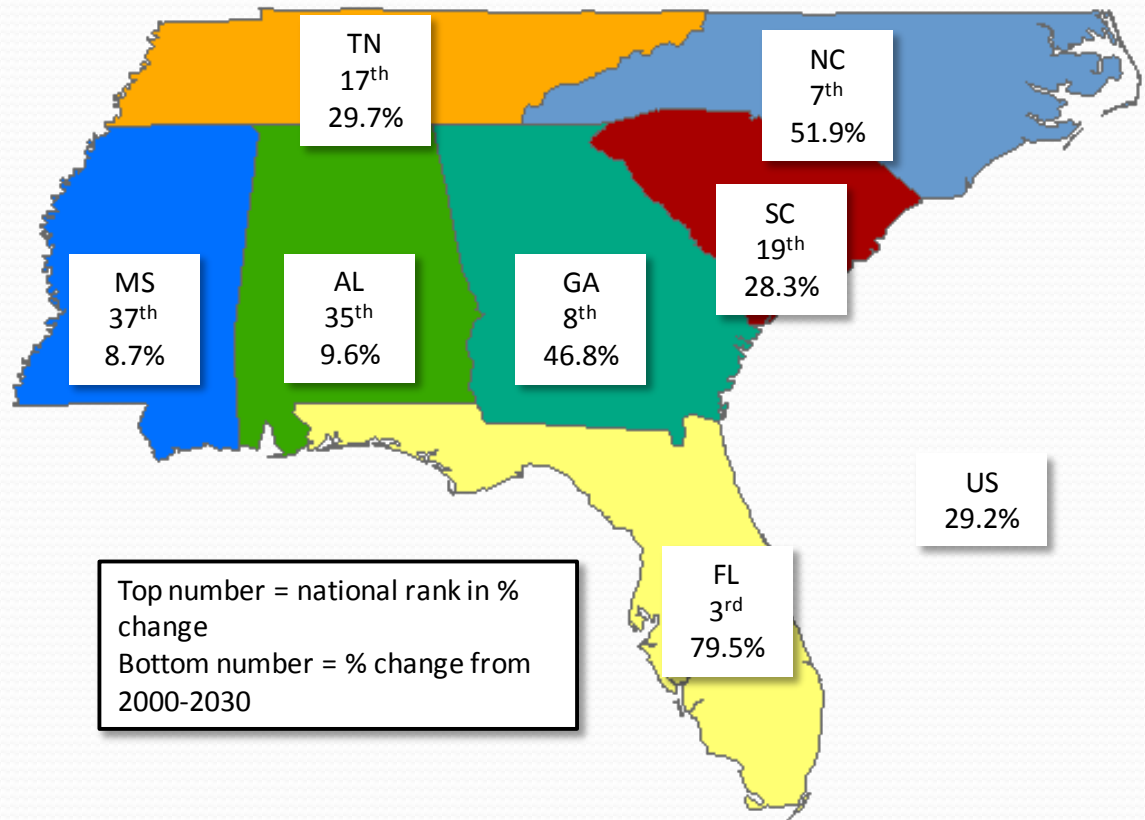 TN
17th
29.7%
NC
7th
51.9%
SC
19th
28.3%
MS
37th
8.7%
AL
35th
9.6%
GA
8th
46.8%
US
29.2%
FL
3rd
79.5%
Top number = national rank in %
change
Bottom number = % change from
2000-2030